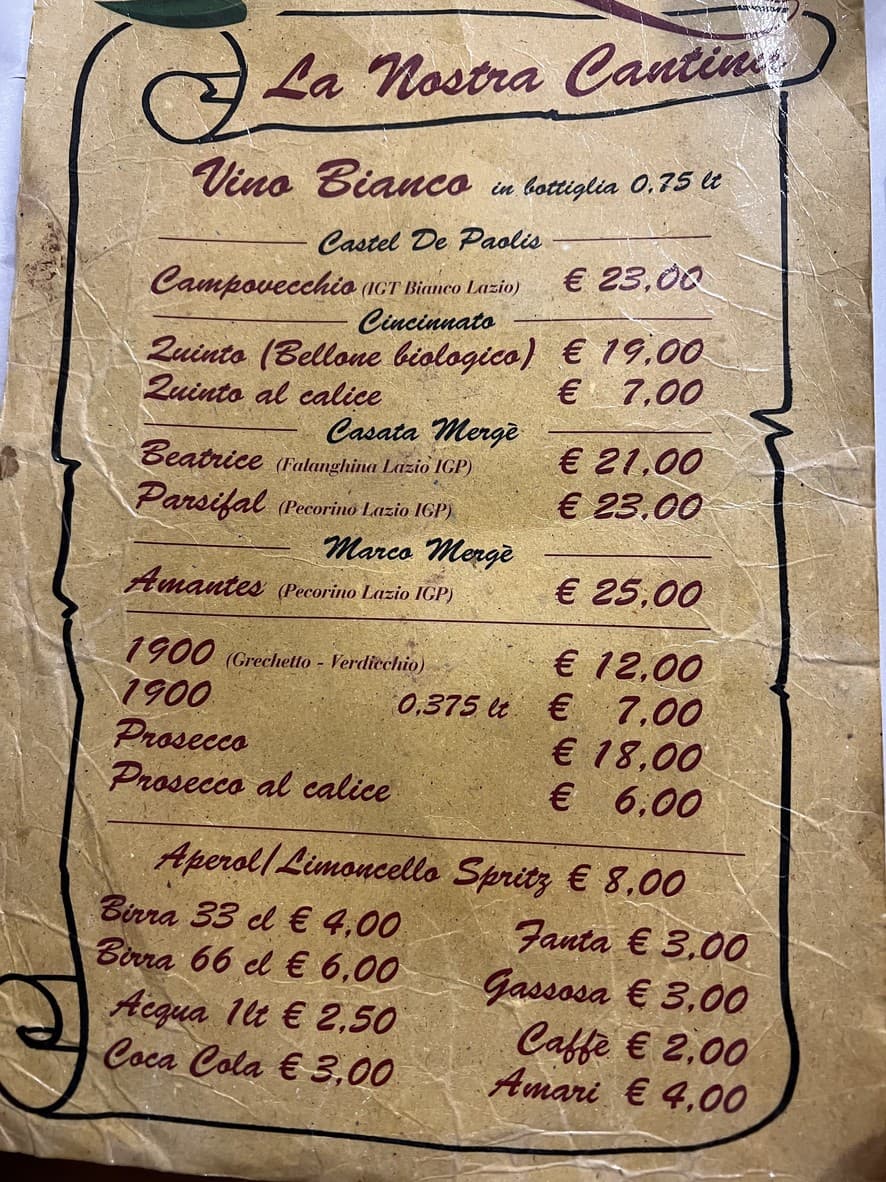 La Nostra Cantina
Vino Bianco in bottiglia 0,75 lt
Castel De Paolis
Campovecchio (IGT Bianco Lazio) € 23,00
Cincinnato
Quinto (Bellone biologico) € 19,00
Quinto al calice € 7,00
Casata Mergè
Beatrice (Falanghina Lazio IGP) € 21,00
Parsifal (Pecorino Lazio IGP) € 23,00
Marco Mergè
Amantes (Pecorino Lazio IGP) € 25,00
1900 (Grechetto - Verdicchio) € 12,00
1900 0,375 lt € 7,00
Prosecco € 18,00
Prosecco al calice € 6,00
Aperol/Limoncello Spritz € 8,00
Birra 33 cl € 4,00
Birra 66 cl € 6,00
Acqua 1lt € 2,50
Coca Cola € 3,00
Fanta € 3,00
Gassosa € 3,00
Caffè € 2,00
Amari € 4,00